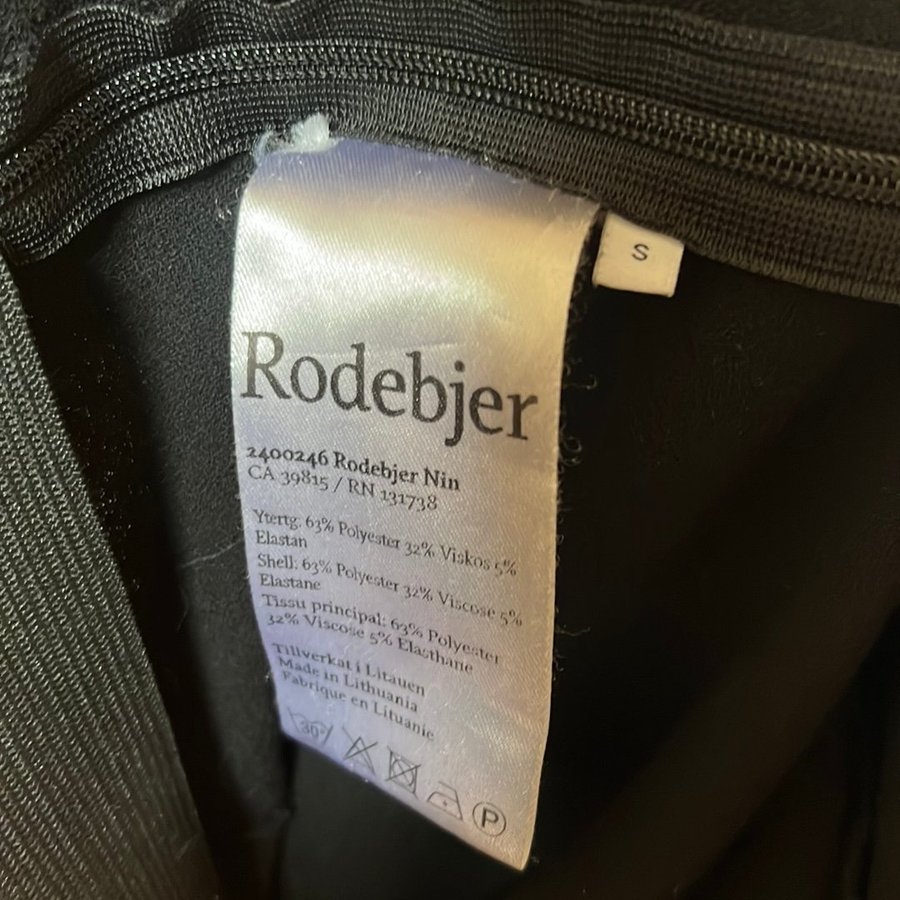 S
Rodebjer
2400246 Rodebjer Nin
CA 39815 / RN 131738
Ytertg: 63% Polyester 32% Viskos 5%
Elastan
Shell: 63% Polyester 32% Viscose 5%
Elastane
Tissu principal: 63% Polyester
32% Viscose 5% Elasthane
Tillverkat i Litauen
Made in Lithuania
Fabrique en Lituanie
30°
P